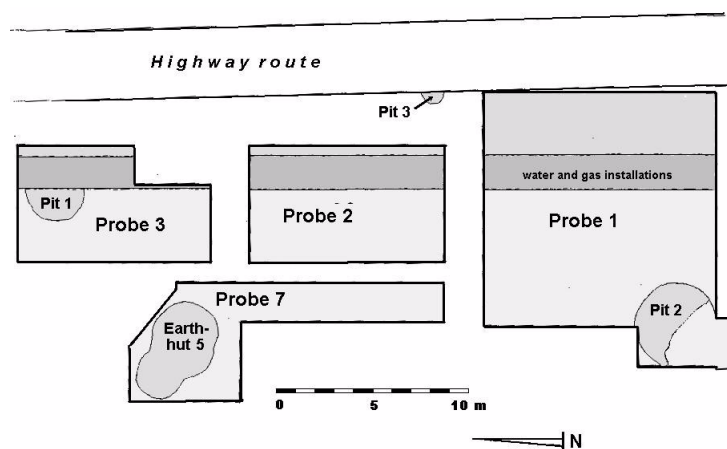 Highway route
Pit 3
water and gas installations
Pit 1
Probe 3
Probe 2
Probe 1
Probe 7
Pit 2
Earth-
hut 5
0 5 10 m
N